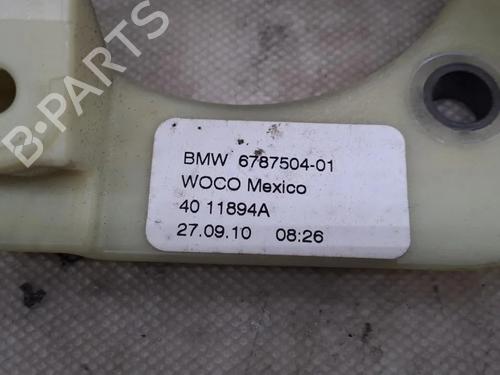 B-PARTS
BMW 6787504-01
WOCO Mexico
40 11894A
27.09.10 08:26